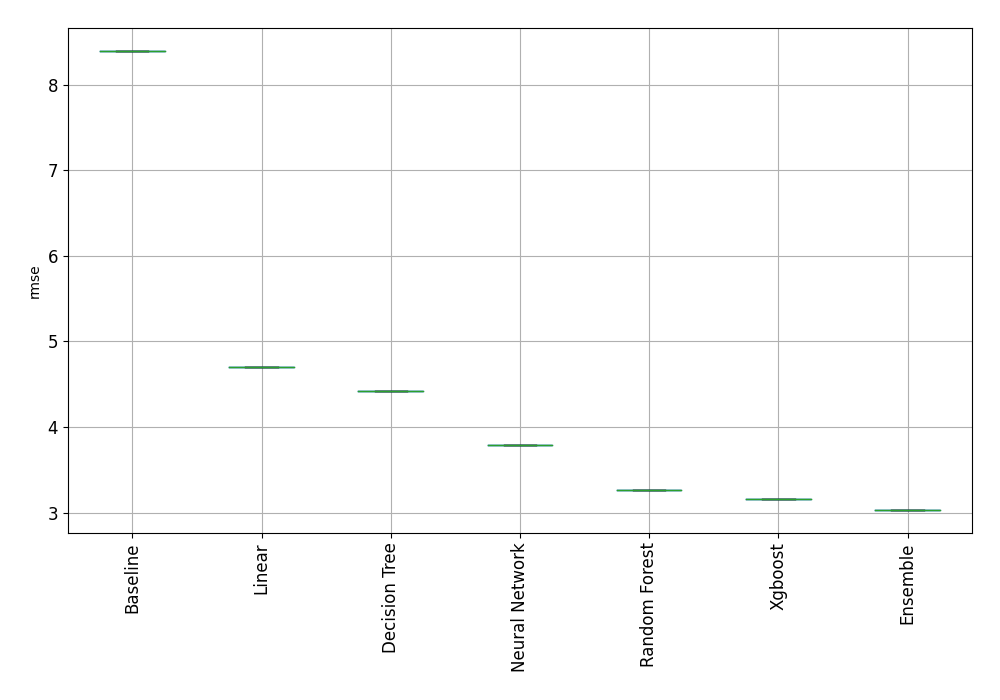 8
7
6
5
4
3
rmse
Baseline
Linear
Decision Tree
Neural Network
Random Forest
Xgboost
Ensemble